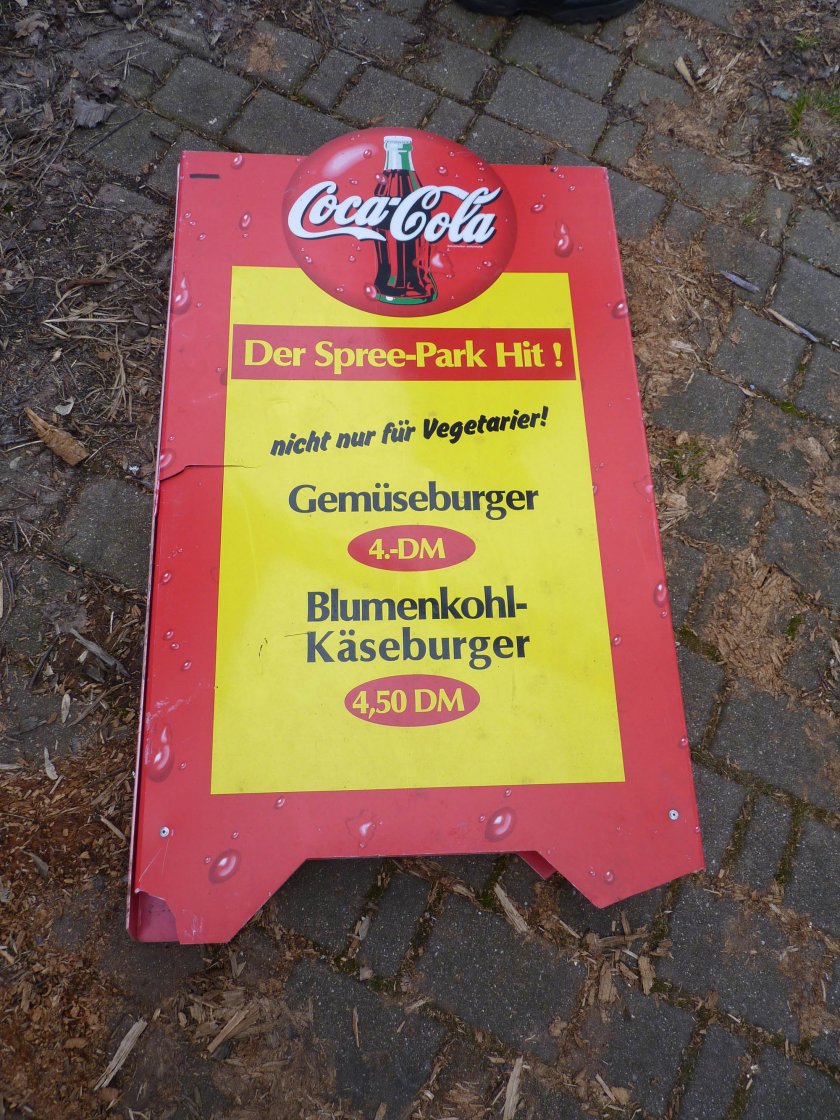 Coca-Cola
Der Spree-Park Hit !
nicht nur für Vegetarier!
Gemüseburger
4.-DM
Blumenkohl-
Käseburger
4,50 DM